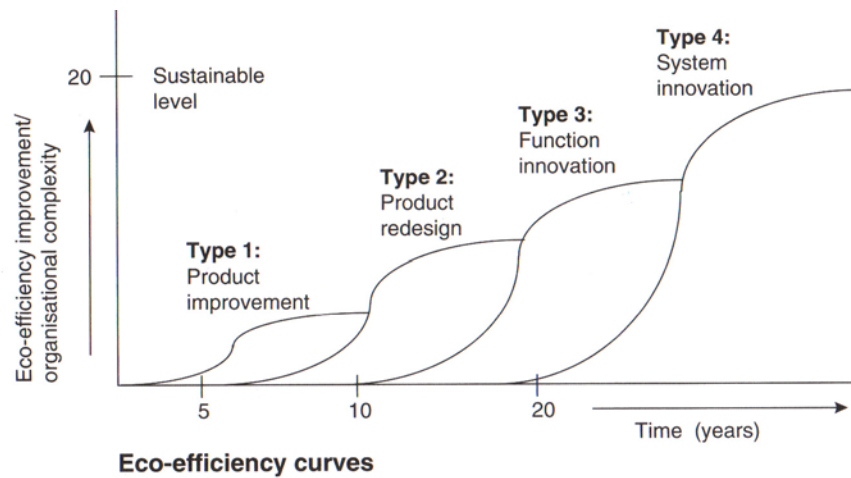 Type 4:
System
innovation
20
Sustainable
level
Type 3:
Function
innovation
Type 2:
Product
redesign
Type 1:
Product
improvement
Eco-efficiency improvement/
organisational complexity
5
10
20
Time (years)
Eco-efficiency curves